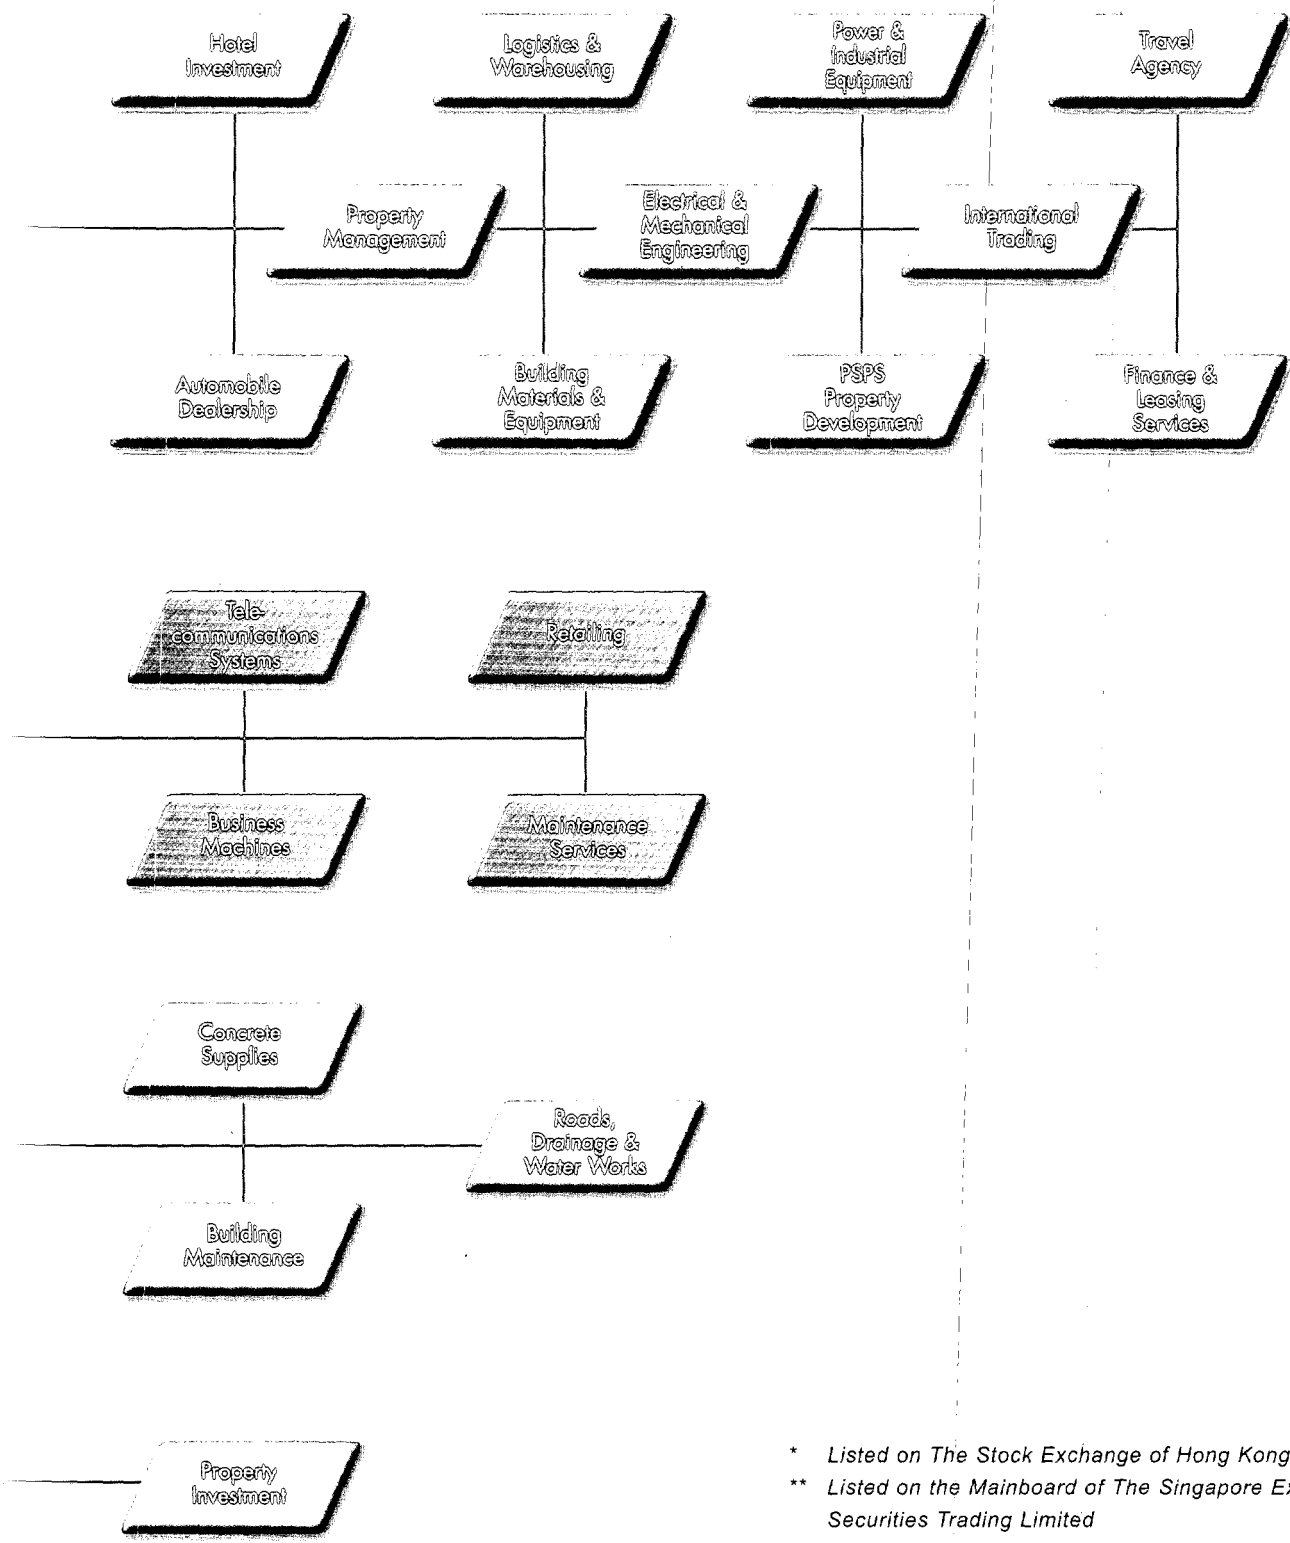 Hotel
Investment
Logistics &
Warehousing
Power &
Industrial
Equipment
Travel
Agency
Property
Management
Electrical &
Mechanical
Engineering
International
Trading
Automobile
Dealership
Building
Materials &
Equipment
PSPS
Property
Development
Finance &
Leasing
Services
Tele-
communications
Systems
Retailing
Business
Machines
Maintenance
Services
Concrete
Supplies
Roads,
Drainage &
Water Works
Building
Maintenance
Property
Investment
* Listed on The Stock Exchange of Hong Kong
** Listed on the Mainboard of The Singapore Ex
Securities Trading Limited